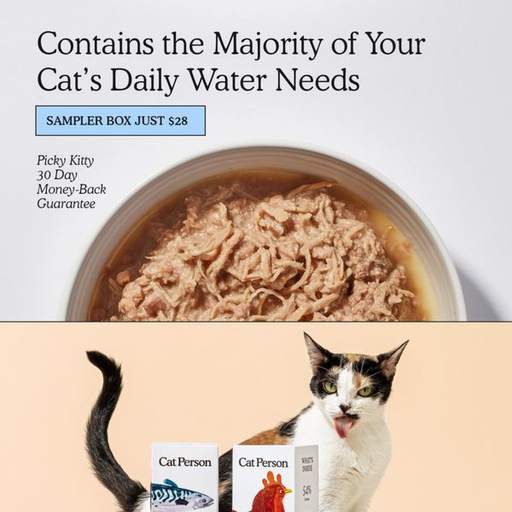 Contains the Majority of Your
Cat's Daily Water Needs
SAMPLER BOX JUST $28
Picky Kitty
30 Day
Money-Back
Guarantee
Cat Person
Cat Person
WHAT'S
INSIDE
54%